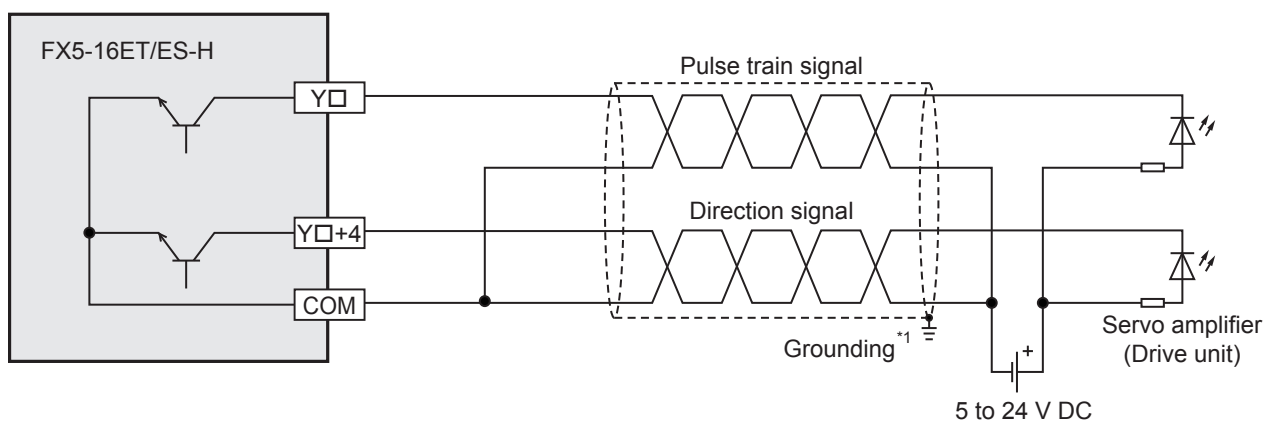 FX5-16ET/ES-H
Pulse train signal
Y□
Direction signal
Y□+4
COM
Grounding*1
Servo amplifier
(Drive unit)
+
5 to 24 V DC